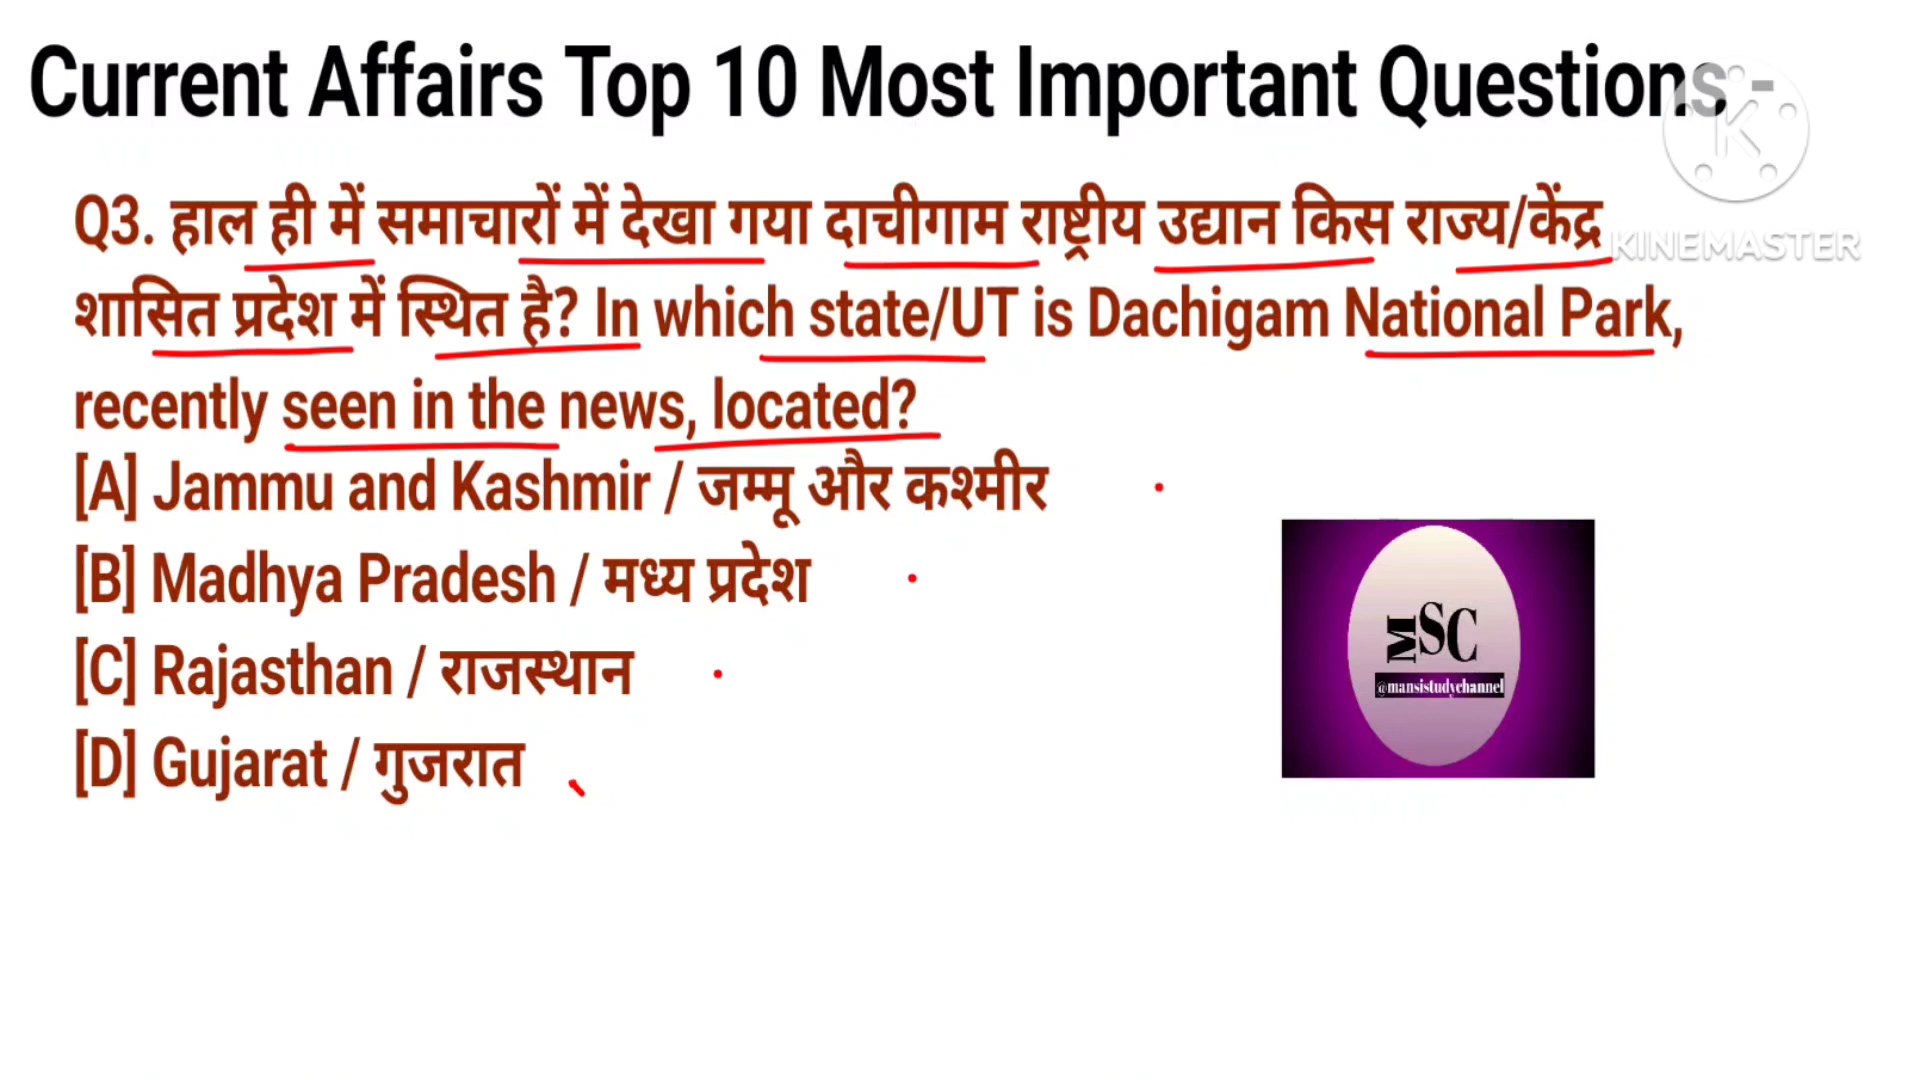 Current Affairs Top 10 Most Important Questions -
KINEMASTER
Q3. हाल ही में समाचारों में देखा गया दाचीगाम राष्ट्रीय उद्यान किस राज्य/केंद्र
शासित प्रदेश में स्थित है? In which state/UT is Dachigam National Park,
recently seen in the news, located?
[A] Jammu and Kashmir / जम्मू और कश्मीर
[B] Madhya Pradesh / मध्य प्रदेश
[C] Rajasthan / राजस्थान
[D] Gujarat / गुजरात
MSC
@mansistudychannel